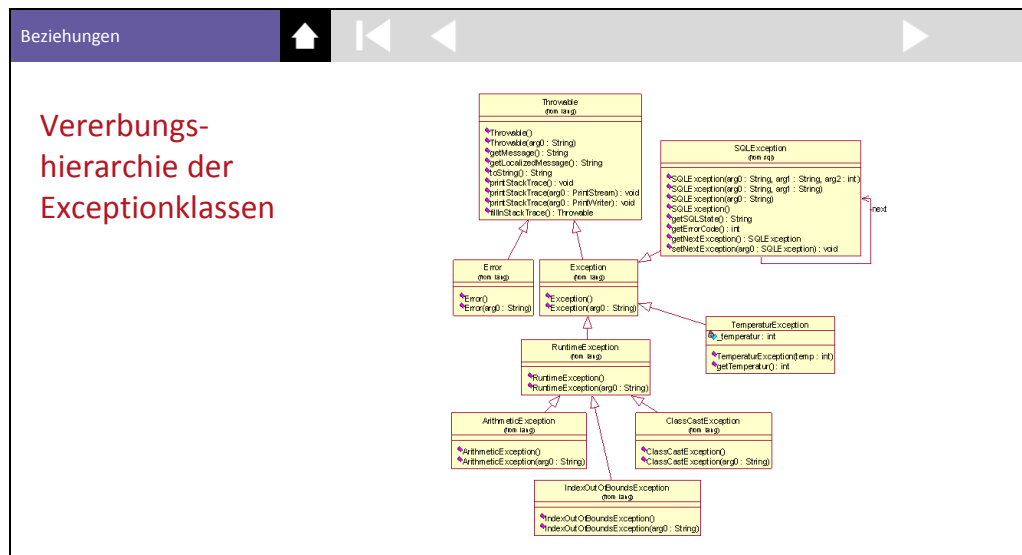 Beziehungen
Vererbungs-
hierarchie der
Exceptionklassen
Throwable
(from lang)
Throwable()
Throwable(arg0 : String)
getMessage() : String
getLocalizedMessage() : String
toString() : String
printStackTrace() : void
printStackTrace(arg0 : PrintStream) : void
printStackTrace(arg0 : PrintWriter) : void
fillInStackTrace() : Throwable
SQLException
(from sql)
SQLException(arg0 : String, arg1 : String, arg2 : int)
SQLException(arg0 : String, arg1 : String)
SQLException(arg0 : String)
SQLException()
getSQLState() : String
getErrorCode() : int
getNextException() : SQLException
setNextException(arg0 : SQLException) : void
-next
Error
(from lang)
Error()
Error(arg0 : String)
Exception
(from lang)
Exception()
Exception(arg0 : String)
TemperaturException
_temperatur : int
TemperaturException(temp : int)
getTemperatur() : int
RuntimeException
(from lang)
RuntimeException()
RuntimeException(arg0 : String)
ArithmeticException
(from lang)
ArithmeticException()
ArithmeticException(arg0 : String)
ClassCastException
(from lang)
ClassCastException()
ClassCastException(arg0 : String)
IndexOutOfBoundsException
(from lang)
IndexOutOfBoundsException()
IndexOutOfBoundsException(arg0 : String)